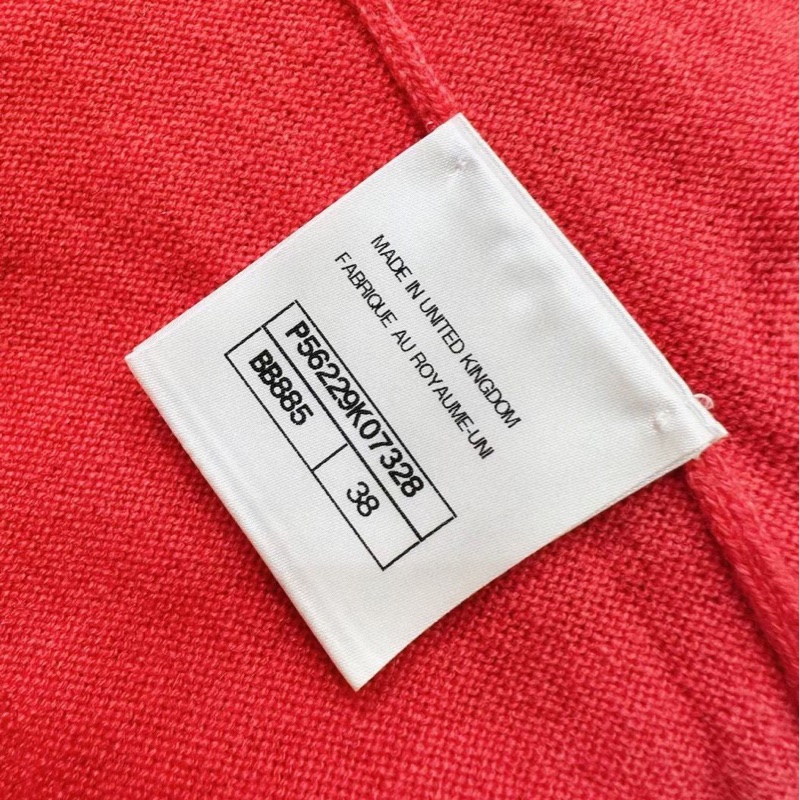 MADE IN UNITED KINGDOM
FABRIQUE AU ROYAUME-UNI
P56229K07328
BB885 38